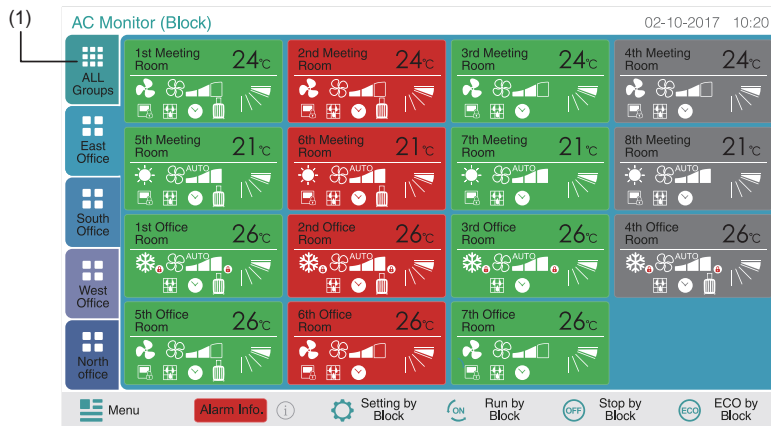 (1)
AC Monitor (Block)
02-10-2017 10:20
ALL
Groups
East
Office
South
Office
West
Office
North
office
1st Meeting
Room
24°C
2nd Meeting
Room
24°C
3rd Meeting
Room
24°C
4th Meeting
Room
24°C
5th Meeting
Room
21°C
AUTO
6th Meeting
Room
21°C
AUTO
7th Meeting
Room
21°C
AUTO
8th Meeting
Room
21°C
AUTO
1st Office
Room
26°C
AUTO
2nd Office
Room
26°C
AUTO
3rd Office
Room
26°C
AUTO
4th Office
Room
26°C
AUTO
5th Office
Room
26°C
6th Office
Room
26°C
7th Office
Room
26°C
Menu
Alarm Info.
i
Setting by
Block
ON
Run by
Block
OFF
Stop by
Block
ECO
ECO by
Block